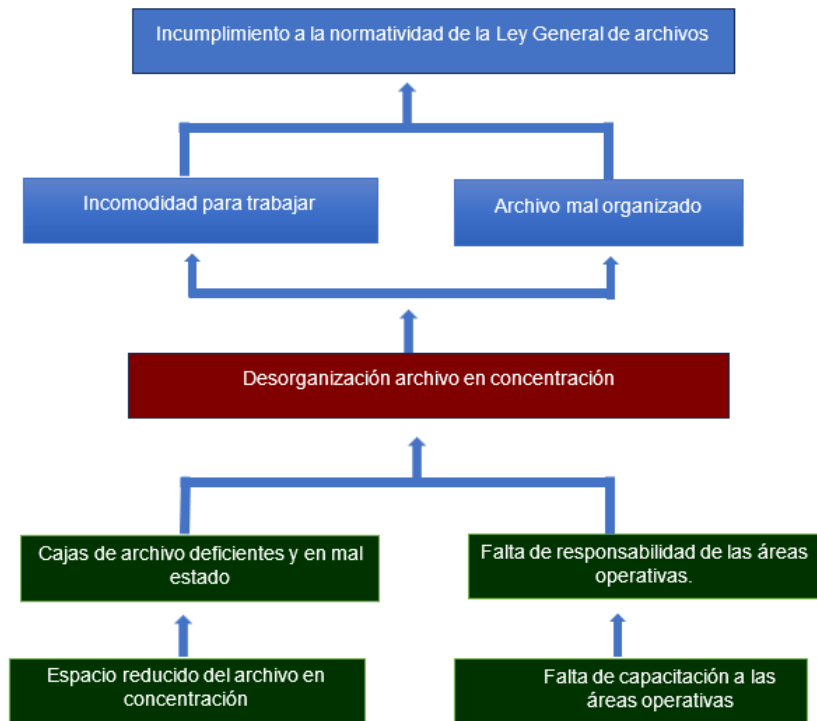 Incumplimiento a la normatividad de la Ley General de archivos
Incomodidad para trabajar
Archivo mal organizado
Desorganización archivo en concentración
Cajas de archivo deficientes y en mal
estado
Falta de responsabilidad de las áreas
operativas.
Espacio reducido del archivo en
concentración
Falta de capacitación a las
áreas operativas